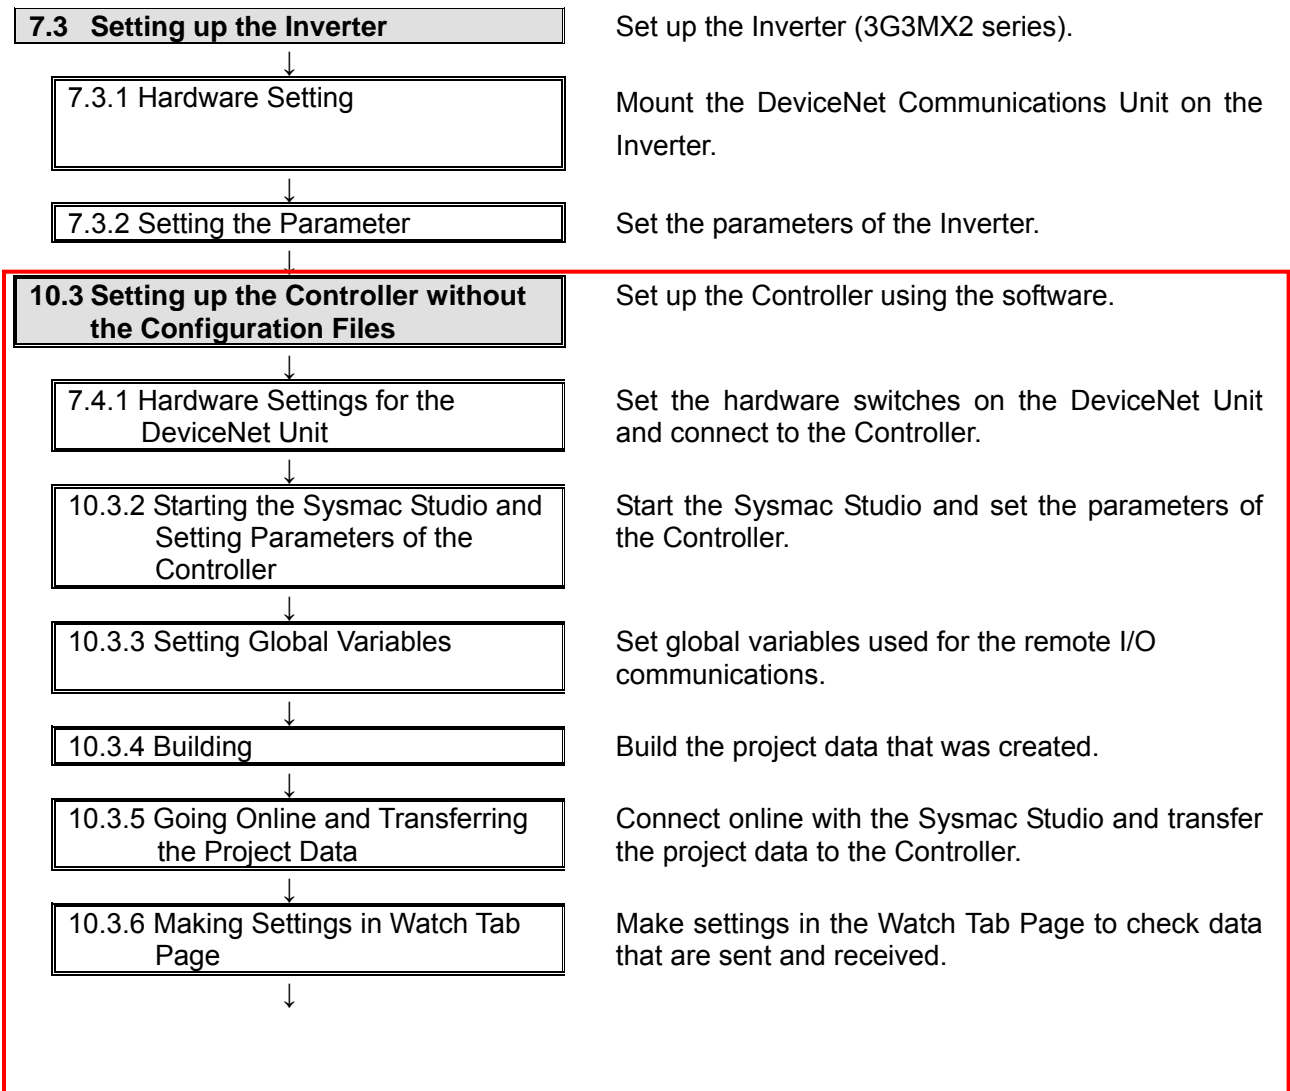 7.3 Setting up the Inverter
Set up the Inverter (3G3MX2 series).
↓
7.3.1 Hardware Setting
Mount the DeviceNet Communications Unit on the
Inverter.
↓
7.3.2 Setting the Parameter
Set the parameters of the Inverter.
↓
10.3 Setting up the Controller without
the Configuration Files
Set up the Controller using the software.
↓
7.4.1 Hardware Settings for the
DeviceNet Unit
Set the hardware switches on the DeviceNet Unit
and connect to the Controller.
↓
10.3.2 Starting the Sysmac Studio and
Setting Parameters of the
Controller
Start the Sysmac Studio and set the parameters of
the Controller.
↓
10.3.3 Setting Global Variables
Set global variables used for the remote I/O
communications.
↓
10.3.4 Building
Build the project data that was created.
↓
10.3.5 Going Online and Transferring
the Project Data
Connect online with the Sysmac Studio and transfer
the project data to the Controller.
↓
10.3.6 Making Settings in Watch Tab
Page
Make settings in the Watch Tab Page to check data
that are sent and received.
↓